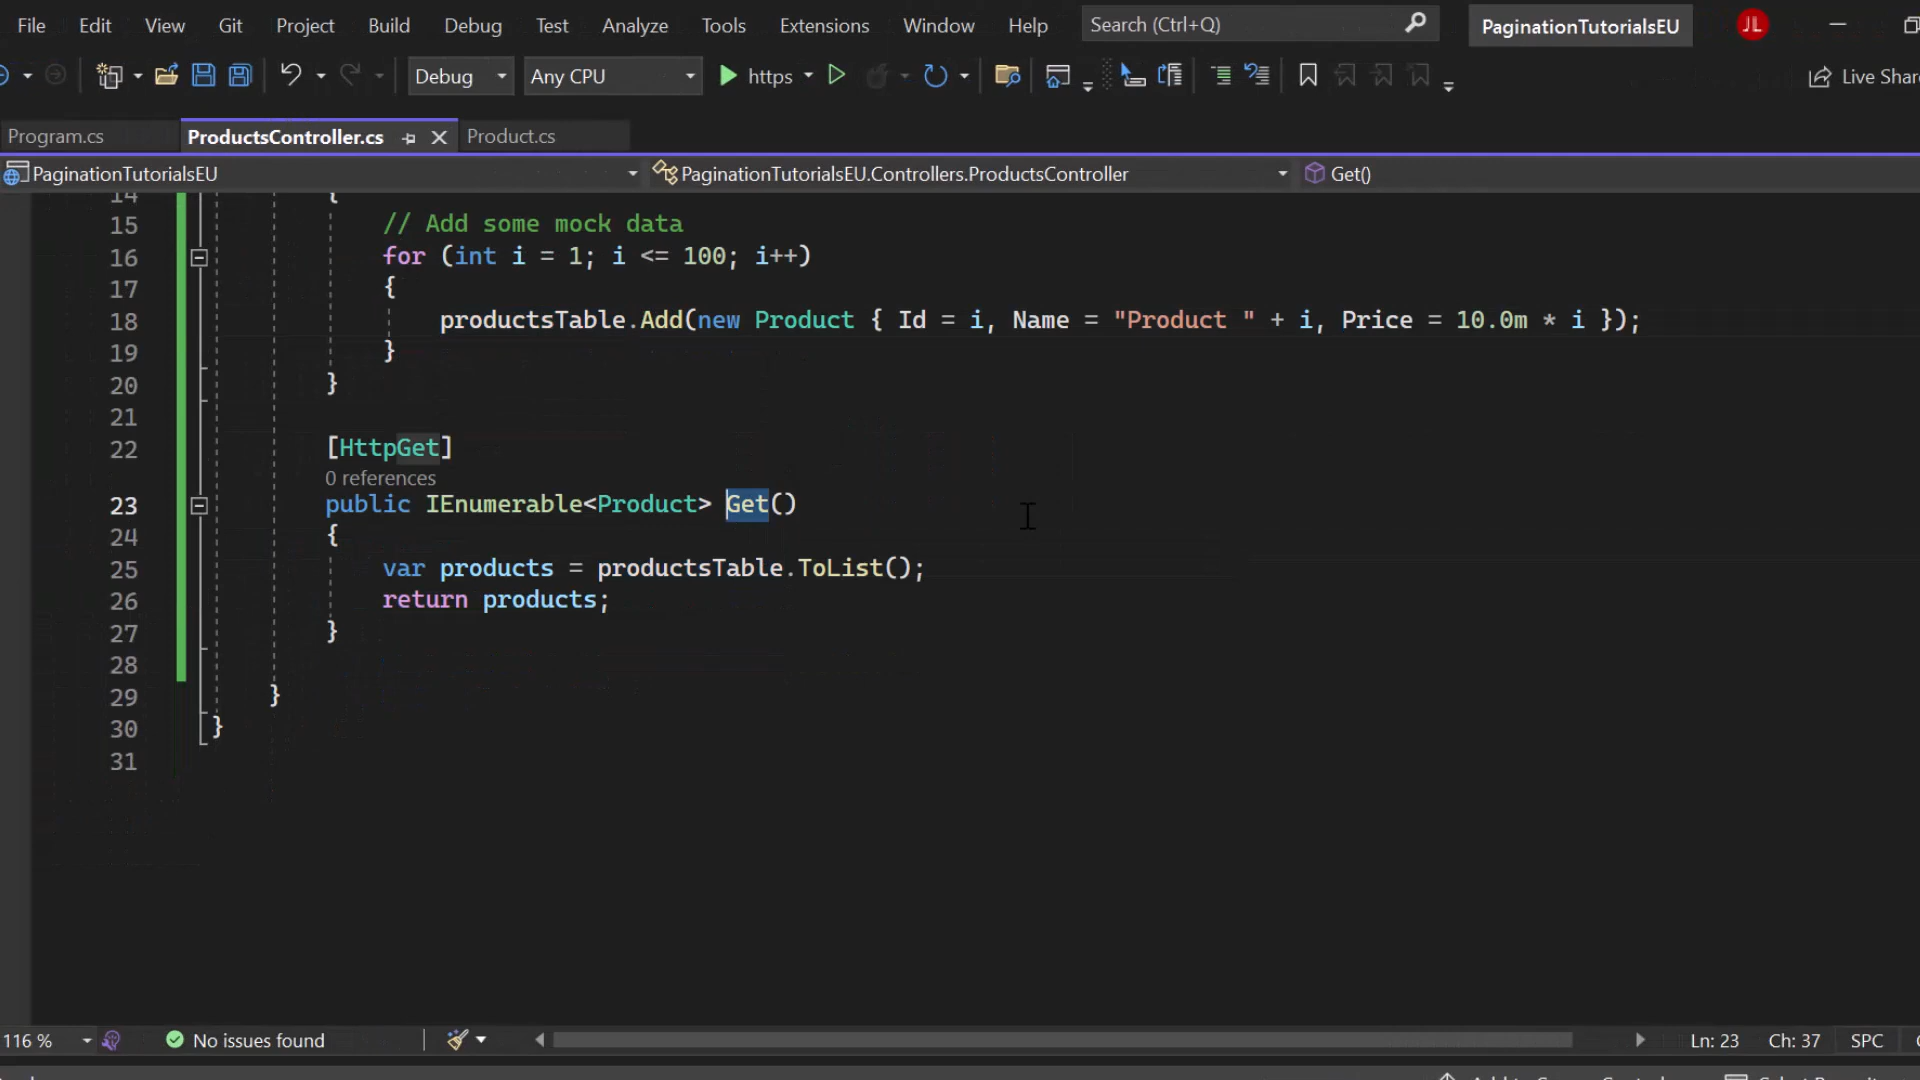 File Edit View Git Project Build Debug Test Analyze Tools Extensions Window Help Search (Ctrl+Q) PaginationTutorialsEU JL
Debug Any CPU https Live Share
Program.cs ProductsController.cs Product.cs
PaginationTutorialsEU PaginationTutorialsEU.Controllers.ProductsController Get()
14 {
15 // Add some mock data
16 for (int i = 1; i <= 100; i++)
17 {
18 productsTable.Add(new Product { Id = i, Name = "Product " + i, Price = 10.0m * i });
19 }
20 }
21
22 [HttpGet]
0 references
23 public IEnumerable<Product> Get()
24 {
25 var products = productsTable.ToList();
26 return products;
27 }
28
29 }
30 }
31
116 % No issues found Ln: 23 Ch: 37 SPC